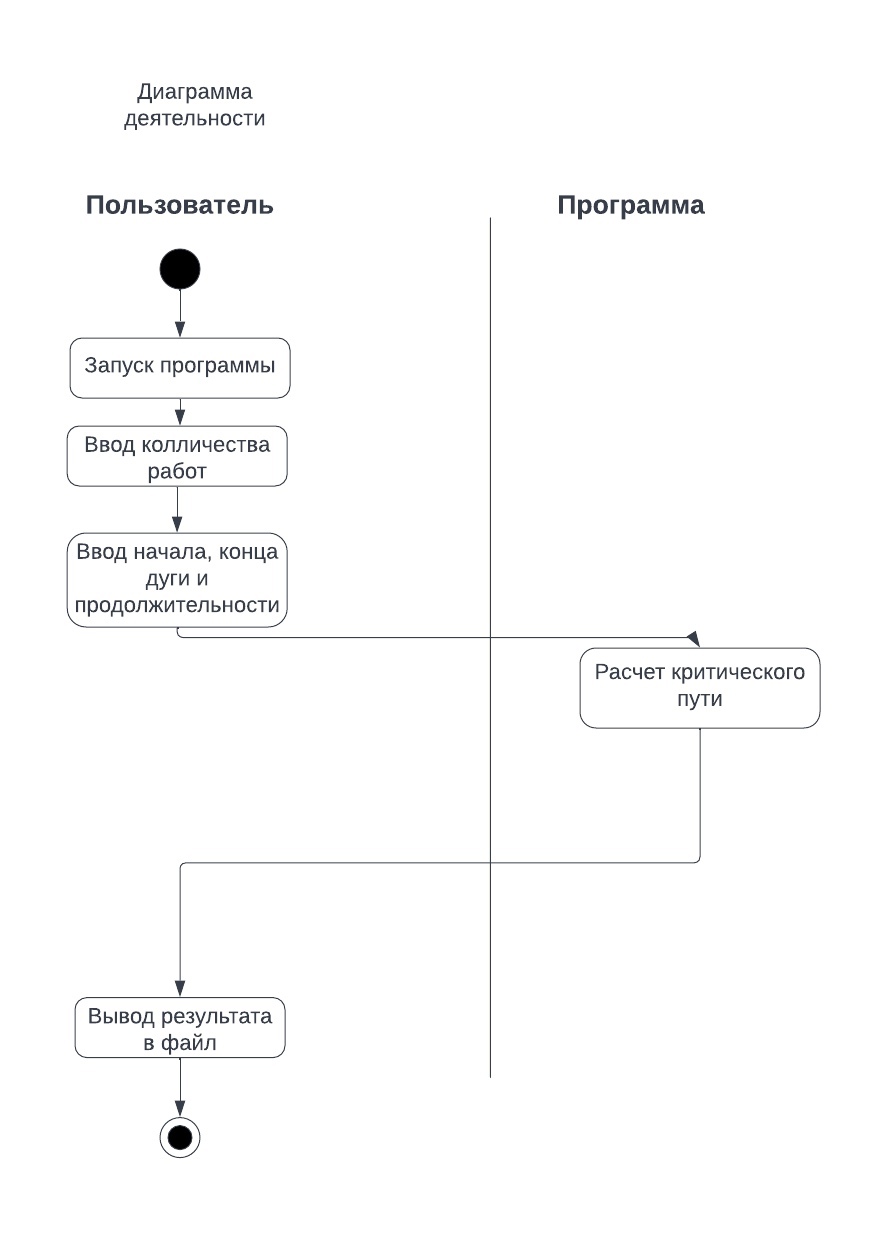 Диаграмма
деятельности
Пользователь
Программа
Запуск программы
Ввод колличества
работ
Ввод начала, конца
дуги и
продолжительности
Расчет критического
пути
Вывод результата
в файл